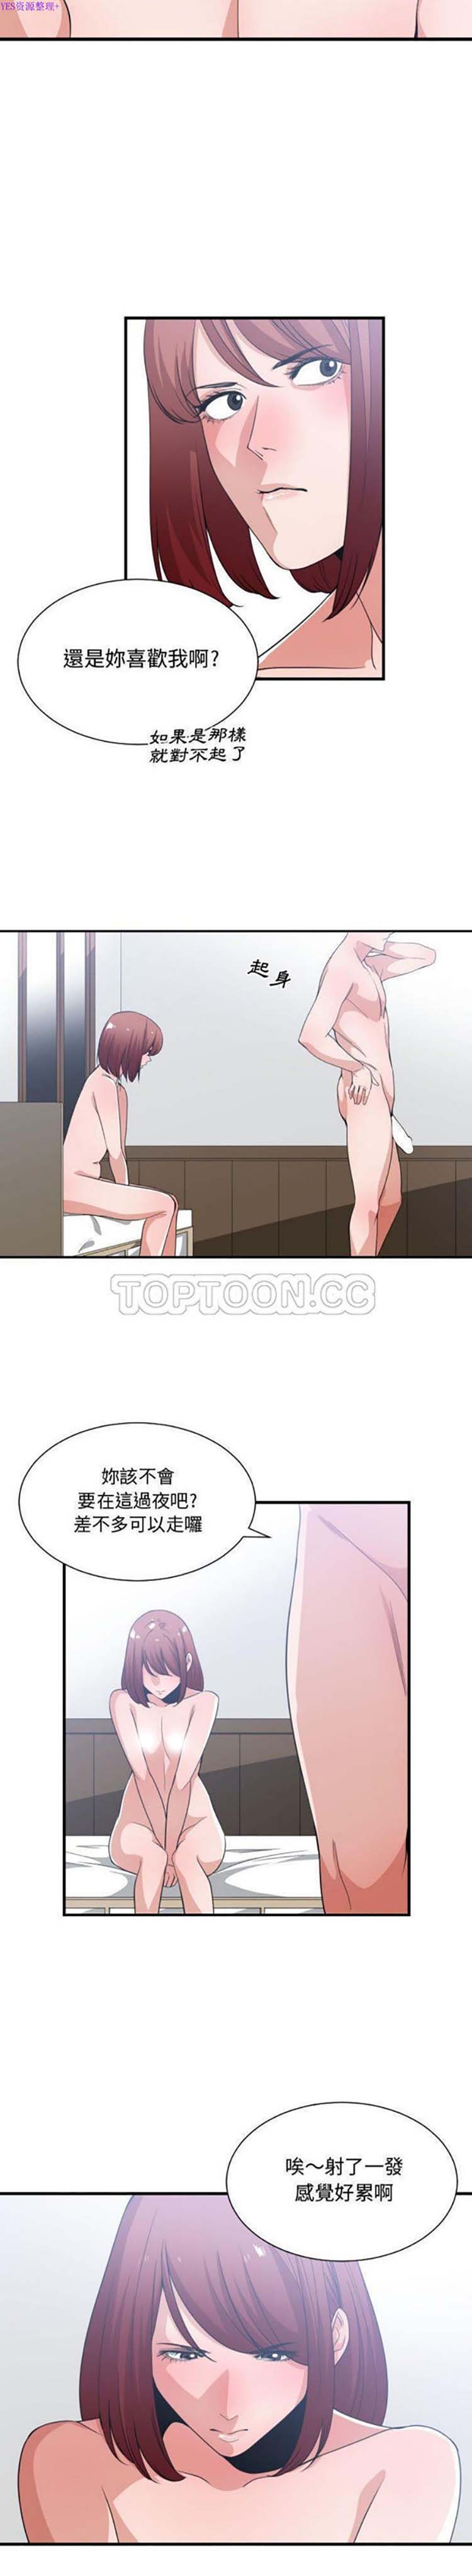 YES资源整理+
還是妳喜歡我啊?
如果是那樣
就對不起了
起身
TOPTOON.CC
妳該不會
要在這過夜吧?
差不多可以走囉
唉～射了一發
感覺好累啊